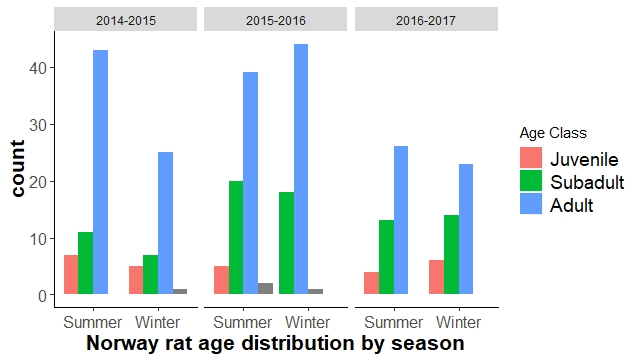 2014-2015 2015-2016 2016-2017
40
30
20
10
0
count
Summer Winter Summer Winter Summer Winter
Norway rat age distribution by season
Age Class
Juvenile
Subadult
Adult